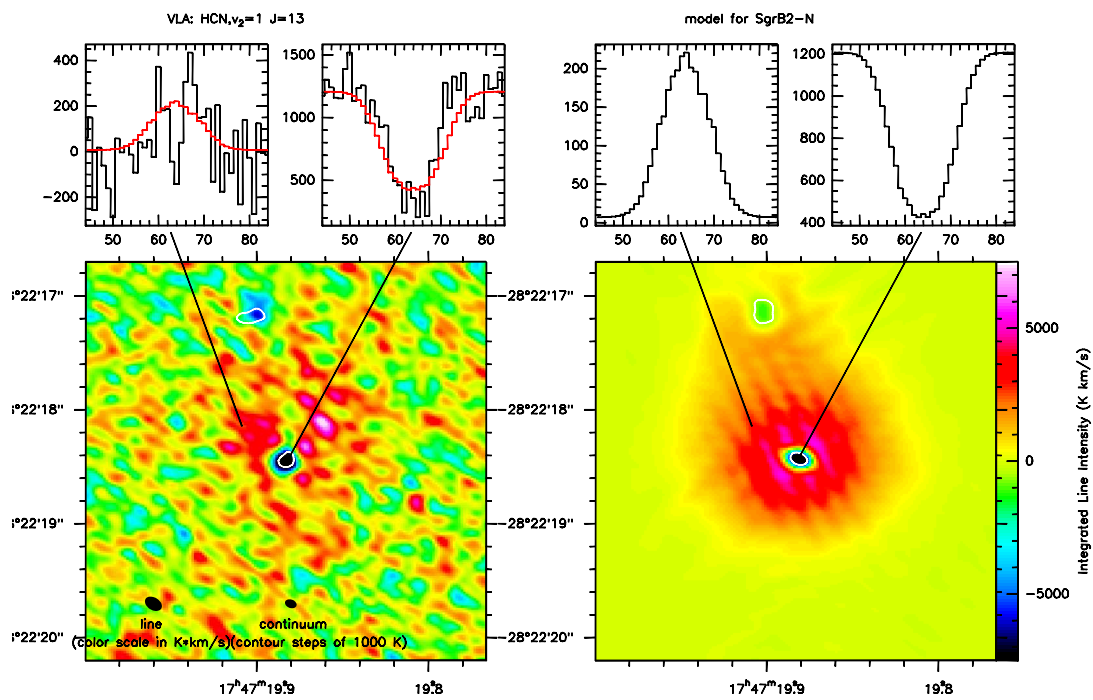 VLA: HCN,v₂=1 J=13
model for SgrB2−N
400
200
0
−200
50 60 70 80
1500
1000
500
50 60 70 80
200
150
100
50
0
50 60 70 80
1200
1000
800
600
400
50 60 70 80
i°22'17"
i°22'18"
i°22'19"
i°22'20"
line
continuum
(color scale in K*km/s)(contour steps of 1000 K)
17ʰ47ᵐ19ˢ.9
19ˢ.8
−28°22'17"
−28°22'18"
−28°22'19"
−28°22'20"
17ʰ47ᵐ19ˢ.9
19ˢ.8
5000
0
−5000
Integrated Line Intensity (K km/s)